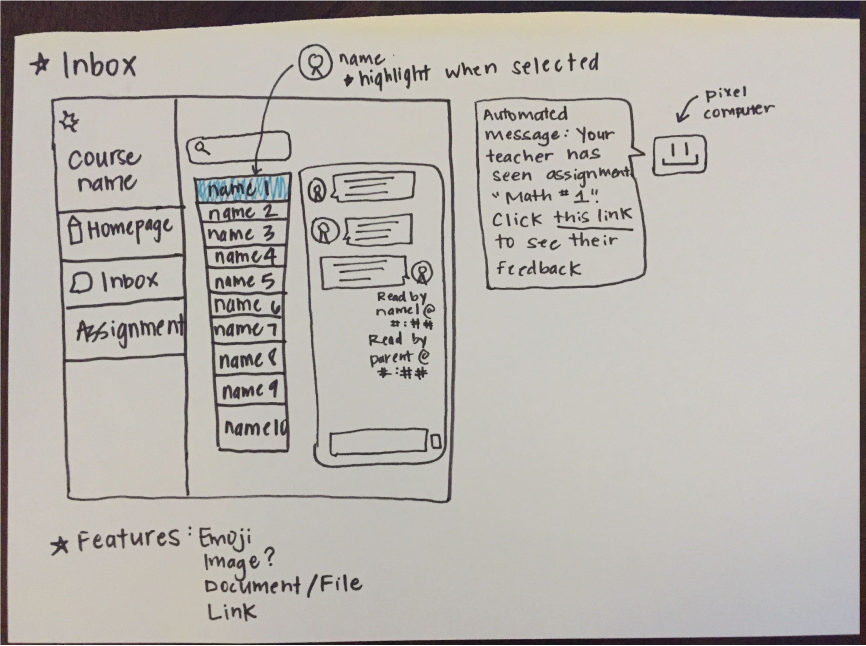 ★ Inbox
name
* highlight when selected
Course
name
Homepage
Inbox
Assignment
name 1
name 2
name 3
name 4
name 5
name 6
name 7
name 8
name 9
name 10
Read by
name1 @
#:##
Read by
parent @
#:##
Automated
message: Your
teacher has
seen assignment
"Math #1"!
Click this link
to see their
feedback
pixel
computer
★ Features: Emoji
Image?
Document/File
Link